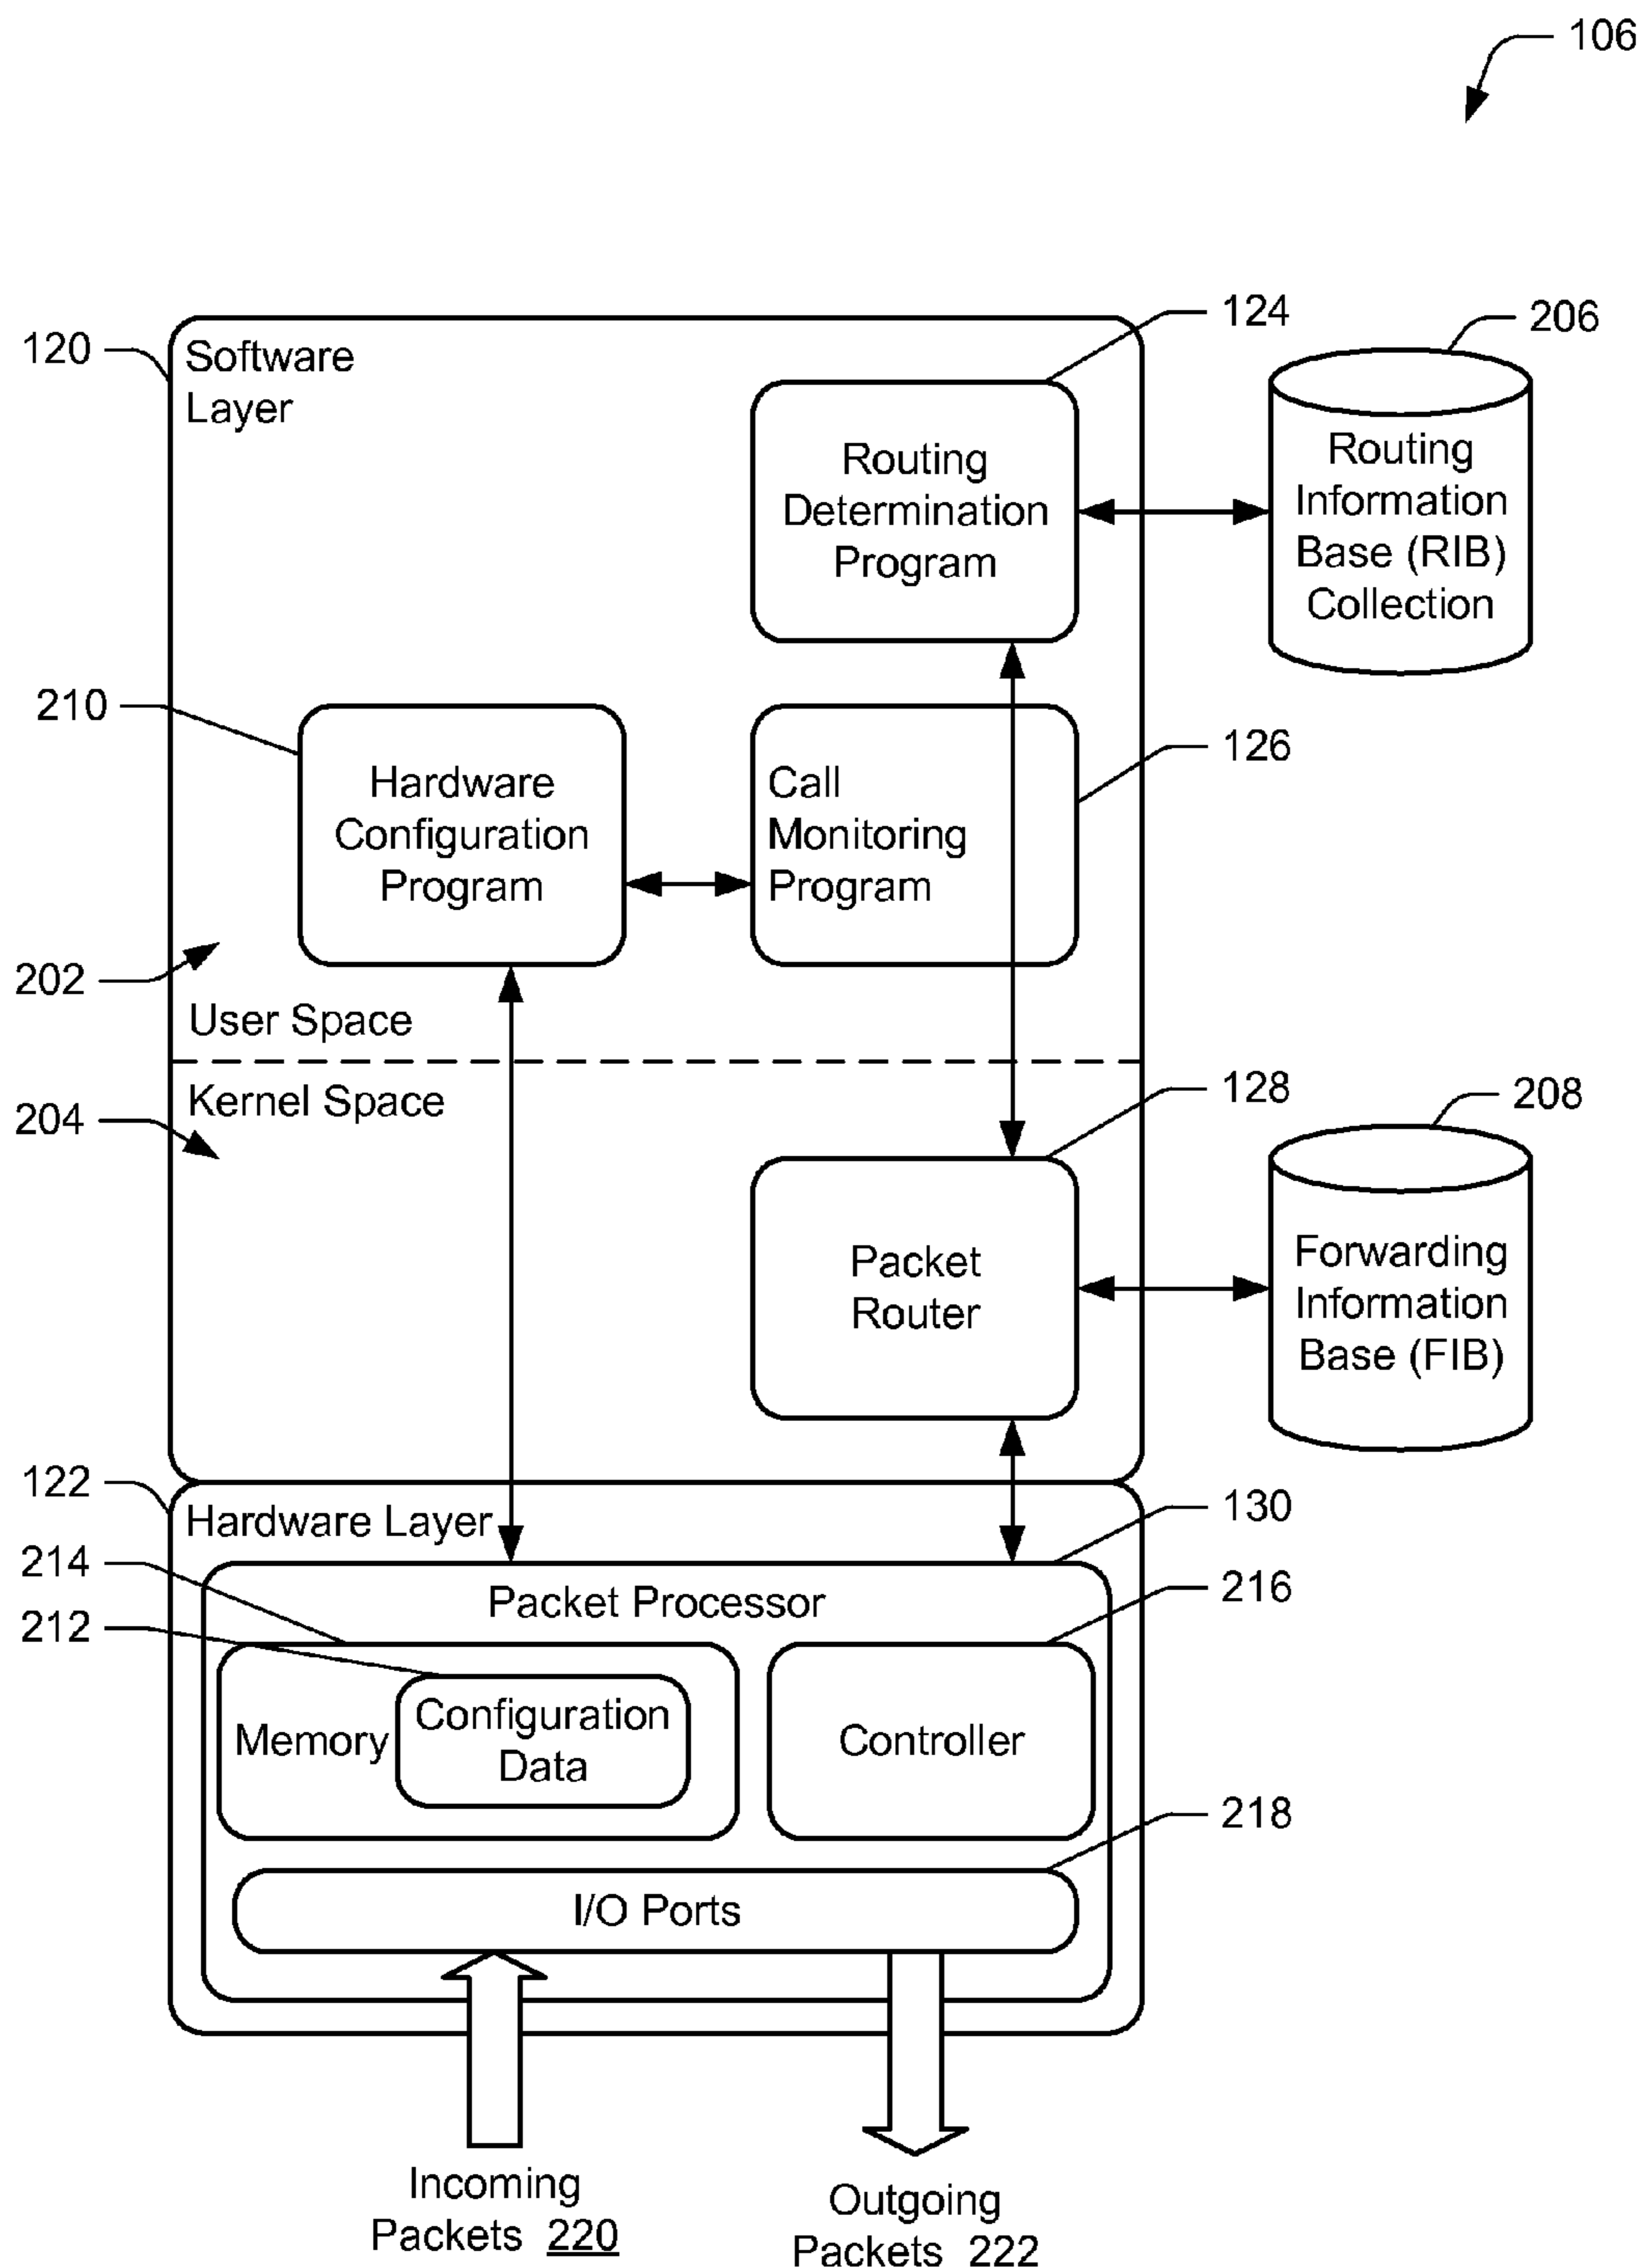 106
124
206
120
Software
Layer
Routing
Determination
Program
Routing
Information
Base (RIB)
Collection
210
126
Hardware
Configuration
Program
Call
Monitoring
Program
202
User Space
Kernel Space
204
128
208
Packet
Router
Forwarding
Information
Base (FIB)
122
Hardware Layer
130
214
Packet Processor
216
212
Memory
Configuration
Data
Controller
218
I/O Ports
Incoming
Packets 220
Outgoing
Packets 222